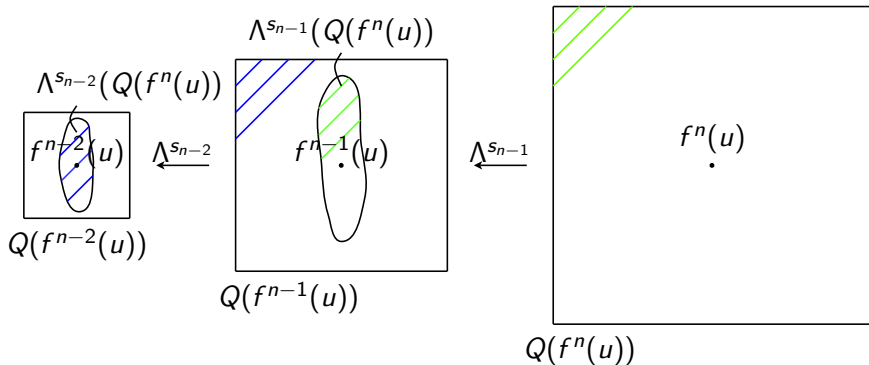 Λ^{s_{n−1}}(Q(f^n(u))
Λ^{s_{n−2}}(Q(f^n(u))
f^n(u)
f^{n−2}(u)
Λ^{s_{n−2}}
f^{n−1}(u)
Λ^{s_{n−1}}
Q(f^{n−2}(u))
Q(f^{n−1}(u))
Q(f^n(u))